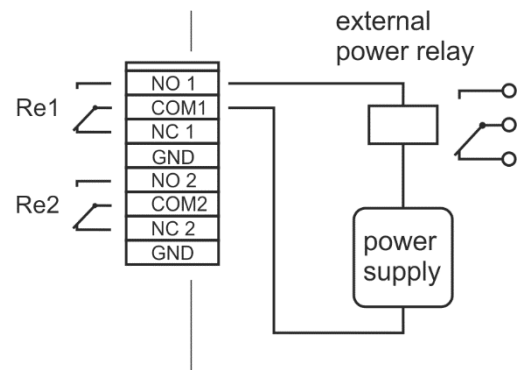 external
power relay
Re1
NO 1
COM1
NC 1
GND
Re2
NO 2
COM2
NC 2
GND
power
supply